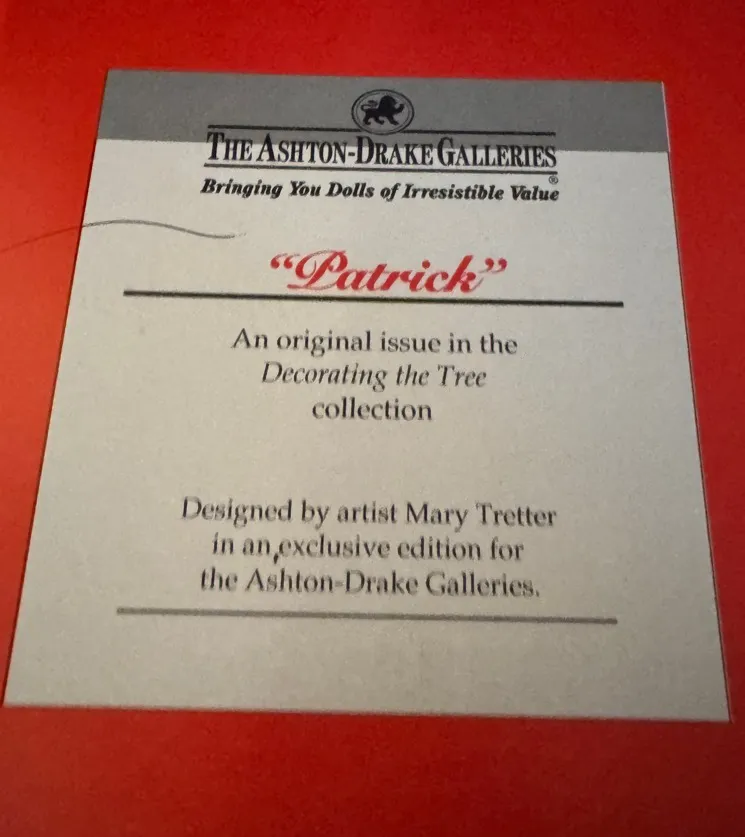 THE ASHTON-DRAKE GALLERIES
®
Bringing You Dolls of Irresistible Value
“Patrick”
An original issue in the
Decorating the Tree
collection
Designed by artist Mary Tretter
in an exclusive edition for
the Ashton-Drake Galleries.